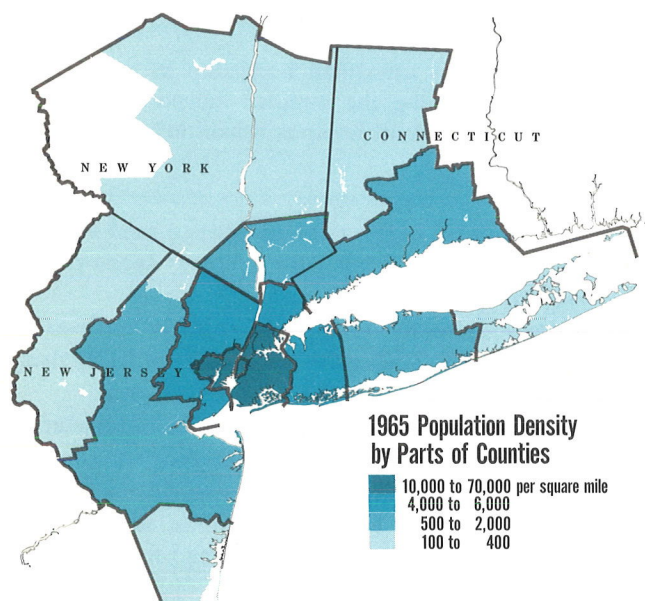 CONNECTICUT
NEW YORK
NEW JERSEY
1965 Population Density
by Parts of Counties
10,000 to 70,000 per square mile
4,000 to 6,000
500 to 2,000
100 to 400